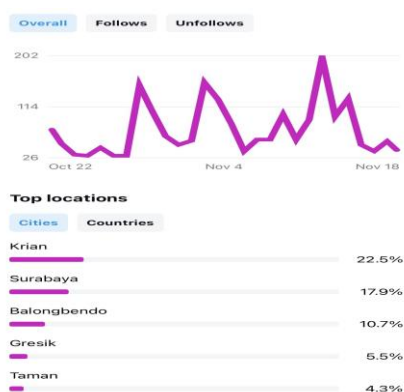 Overall Follows Unfollows
202
114
26
Oct 22 Nov 4 Nov 18
Top locations
Cities Countries
Krian
22.5%
Surabaya
17.9%
Balongbendo
10.7%
Gresik
5.5%
Taman
4.3%